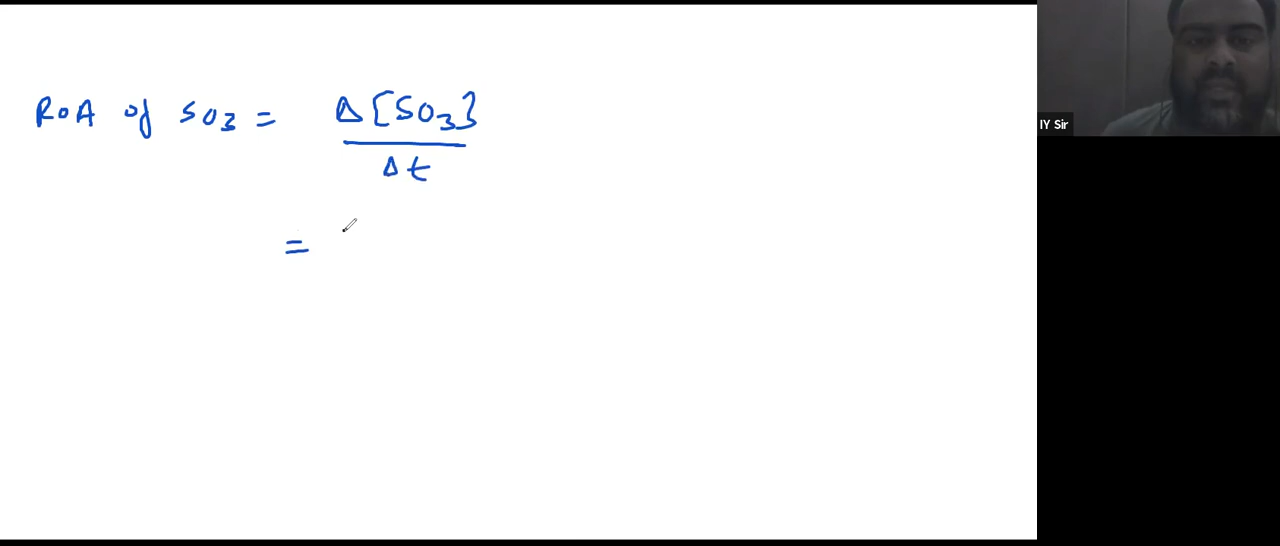 RoA of SO3 = Δ[SO3]
Δt
=
IY Sir